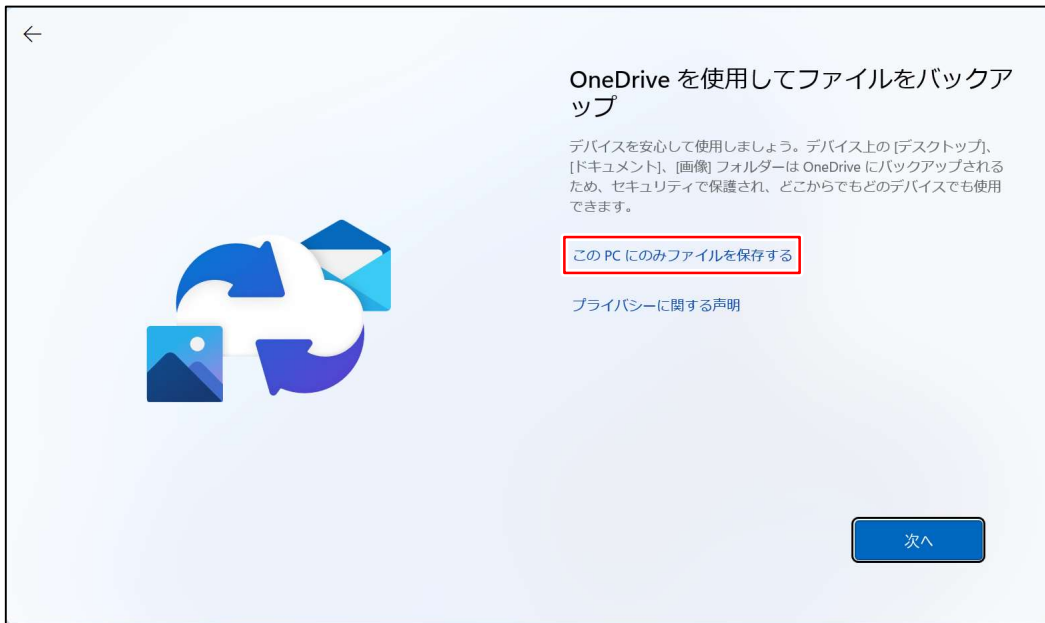 OneDrive を使用してファイルをバックア
ップ
デバイスを安心して使用しましょう。デバイス上の [デスクトップ]、
[ドキュメント]、[画像] フォルダーは OneDrive にバックアップされる
ため、セキュリティで保護され、どこからでもどのデバイスでも使用
できます。
この PC にのみファイルを保存する
プライバシーに関する声明
次へ